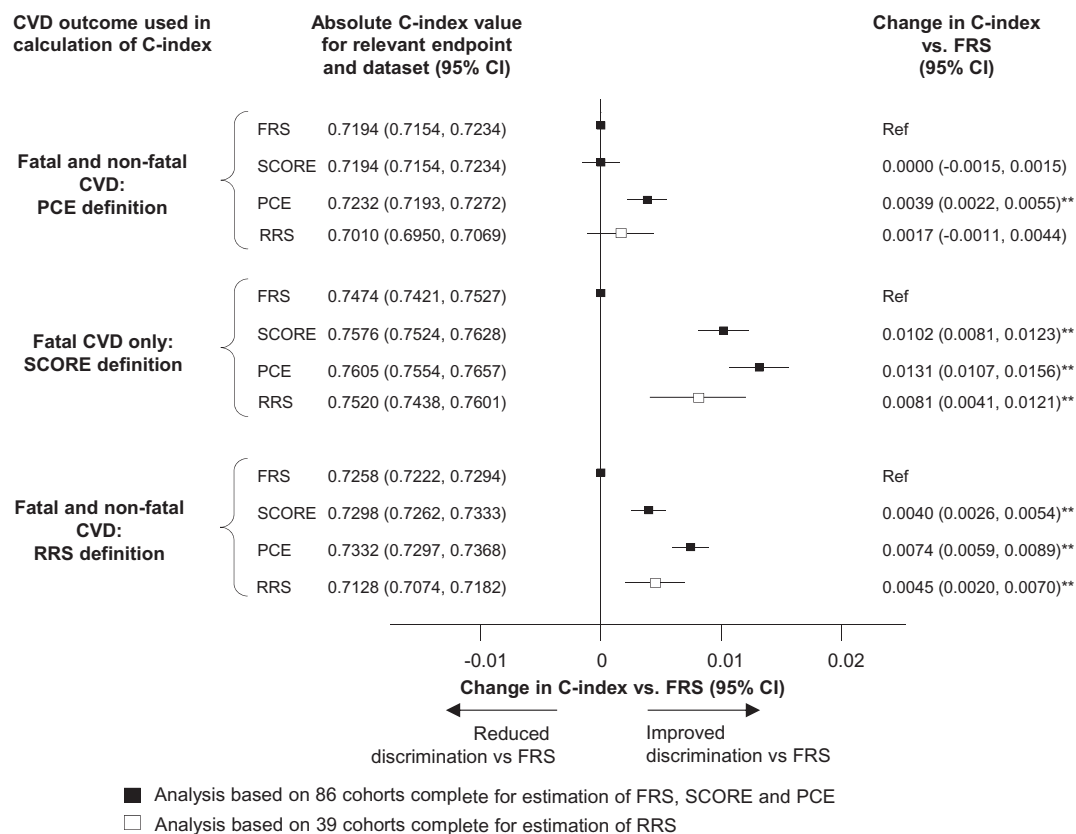 CVD outcome used in
calculation of C-index
Absolute C-index value
for relevant endpoint
and dataset (95% CI)
Change in C-index
vs. FRS
(95% CI)
Fatal and non-fatal
CVD:
PCE definition
FRS 0.7194 (0.7154, 0.7234) Ref
SCORE 0.7194 (0.7154, 0.7234) 0.0000 (-0.0015, 0.0015)
PCE 0.7232 (0.7193, 0.7272) 0.0039 (0.0022, 0.0055)**
RRS 0.7010 (0.6950, 0.7069) 0.0017 (-0.0011, 0.0044)
Fatal CVD only:
SCORE definition
FRS 0.7474 (0.7421, 0.7527) Ref
SCORE 0.7576 (0.7524, 0.7628) 0.0102 (0.0081, 0.0123)**
PCE 0.7605 (0.7554, 0.7657) 0.0131 (0.0107, 0.0156)**
RRS 0.7520 (0.7438, 0.7601) 0.0081 (0.0041, 0.0121)**
Fatal and non-fatal
CVD:
RRS definition
FRS 0.7258 (0.7222, 0.7294) Ref
SCORE 0.7298 (0.7262, 0.7333) 0.0040 (0.0026, 0.0054)**
PCE 0.7332 (0.7297, 0.7368) 0.0074 (0.0059, 0.0089)**
RRS 0.7128 (0.7074, 0.7182) 0.0045 (0.0020, 0.0070)**
-0.01 0 0.01 0.02
Change in C-index vs. FRS (95% CI)
Reduced
discrimination vs FRS
Improved
discrimination vs FRS
Analysis based on 86 cohorts complete for estimation of FRS, SCORE and PCE
Analysis based on 39 cohorts complete for estimation of RRS